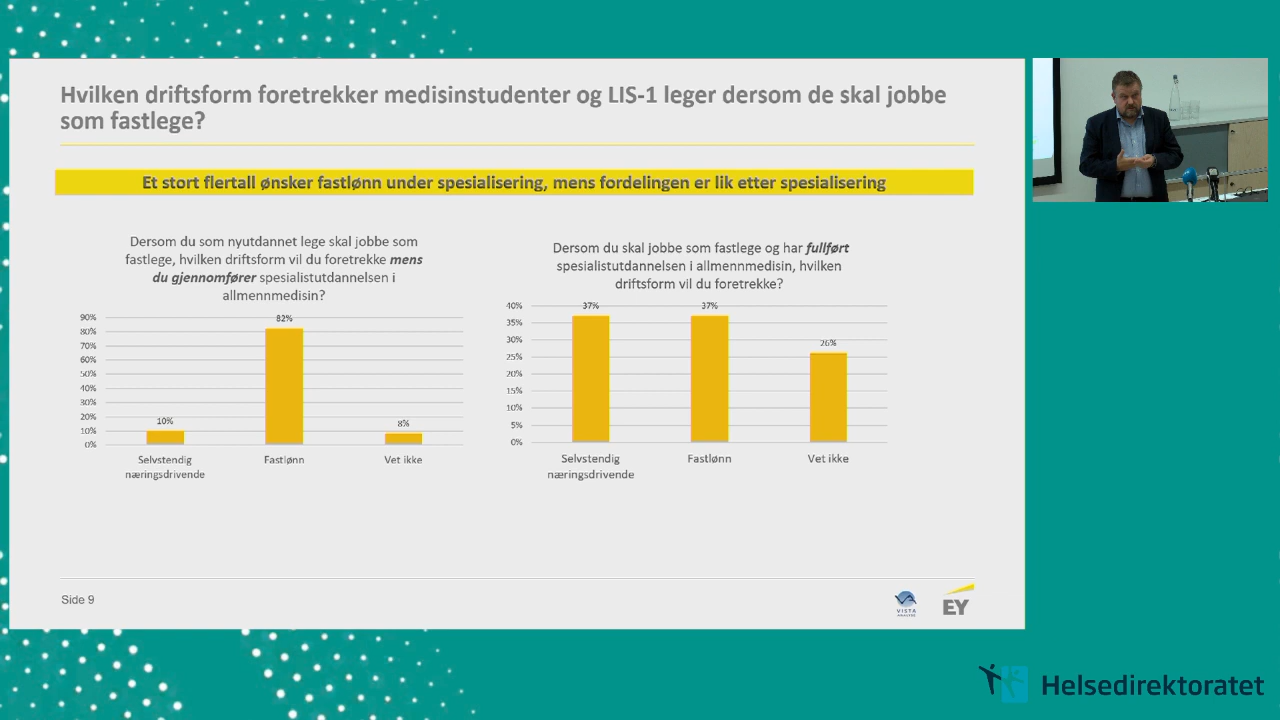 Hvilken driftsform foretrekker medisinstudenter og LIS-1 leger dersom de skal jobbe
som fastlege?
Et stort flertall ønsker fastlønn under spesialisering, mens fordelingen er lik etter spesialisering
Dersom du som nyutdannet lege skal jobbe som
fastlege, hvilken driftsform vil du foretrekke mens
du gjennomfører spesialistutdannelsen i
allmennmedisin?
90%
80%
70%
60%
50%
40%
30%
20%
10%
0%
10%
82%
8%
Selvstendig
næringsdrivende
Fastlønn
Vet ikke
Dersom du skal jobbe som fastlege og har fullført
spesialistutdannelsen i allmennmedisin, hvilken
driftsform vil du foretrekke?
40%
35%
30%
25%
20%
15%
10%
5%
0%
37%
37%
26%
Selvstendig
næringsdrivende
Fastlønn
Vet ikke
Side 9
VISTA
ANALYSE
EY
Helsedirektoratet